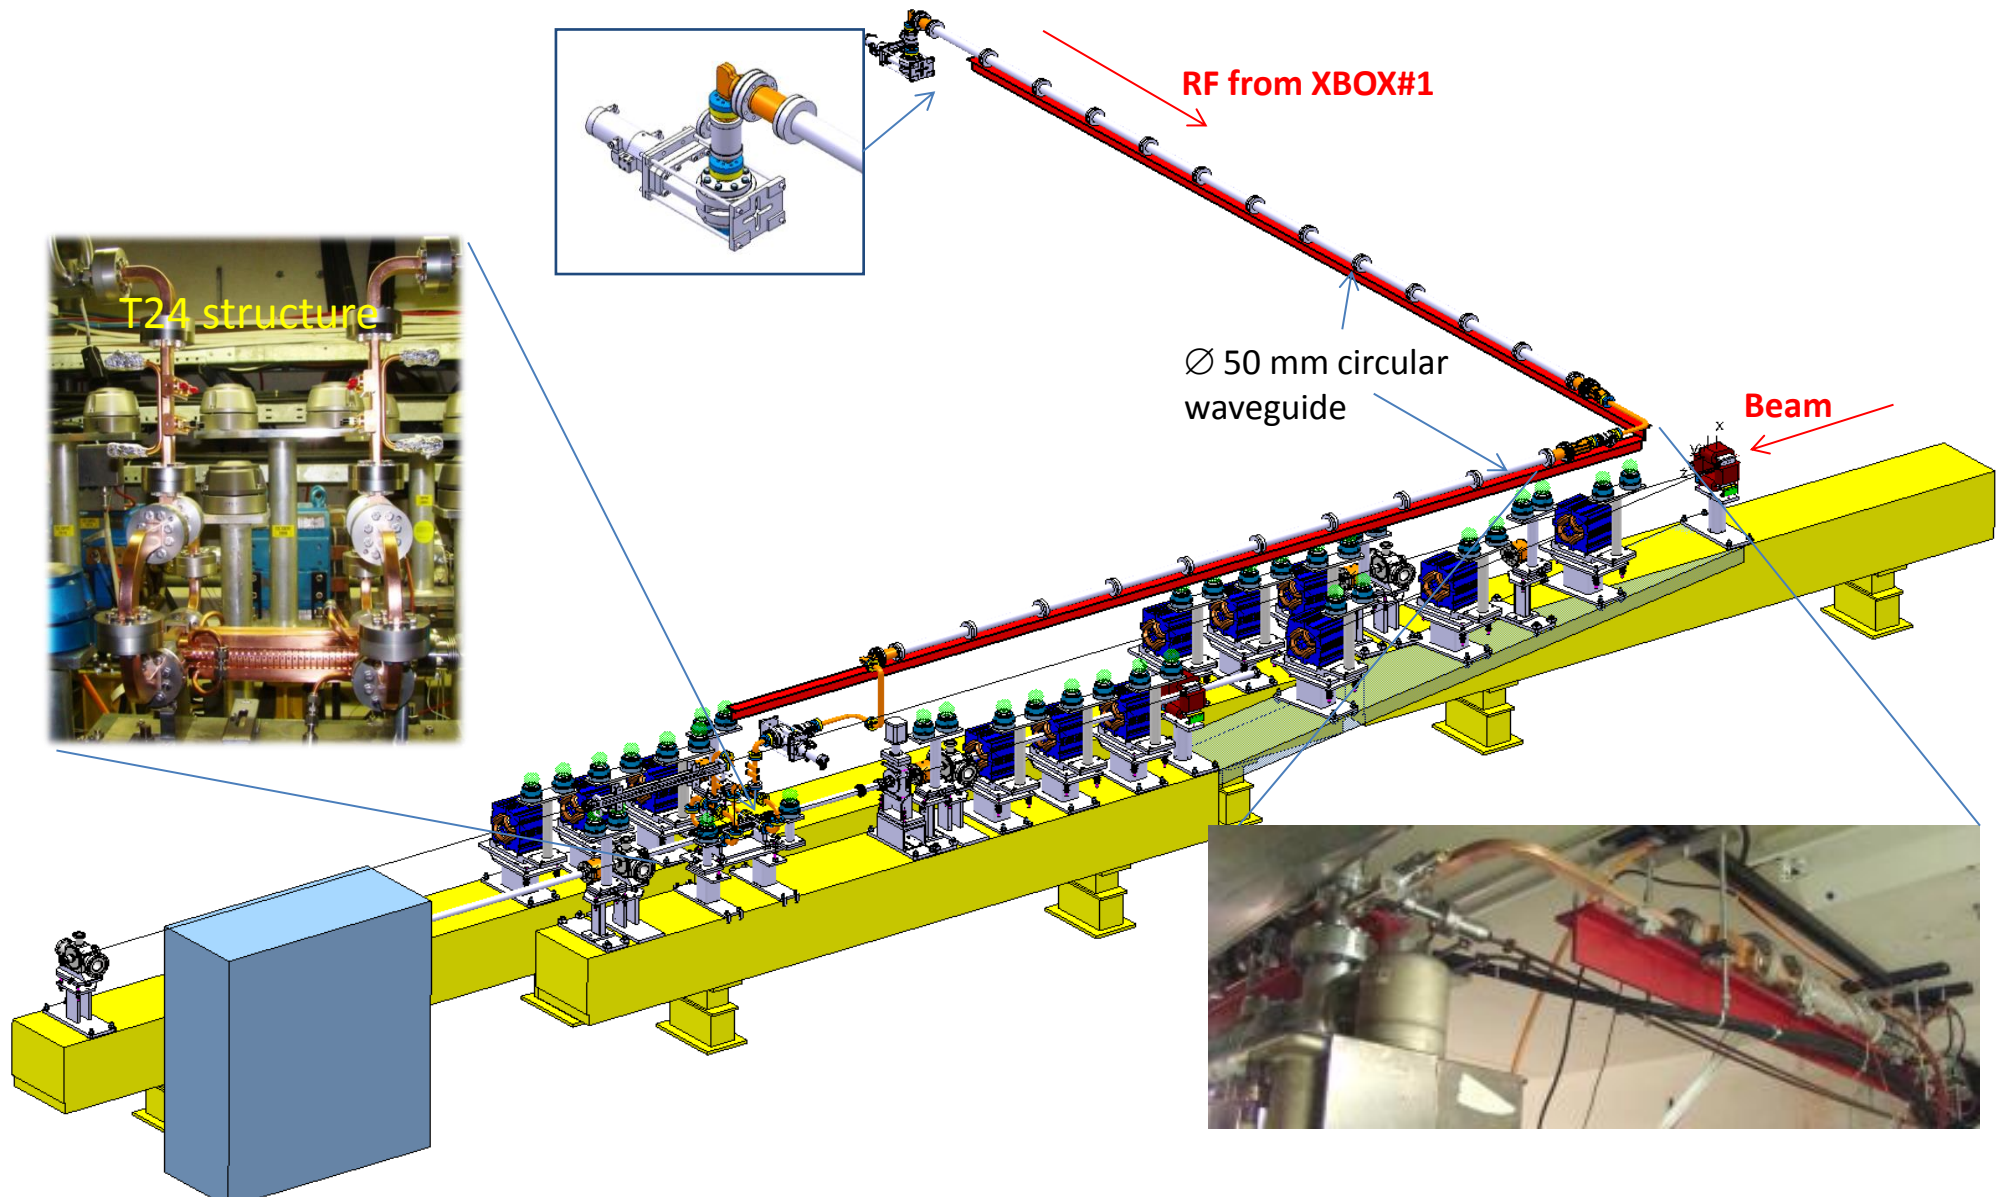 RF from XBOX#1
T24 structure
∅ 50 mm circular
waveguide
Beam
X
Y
Z